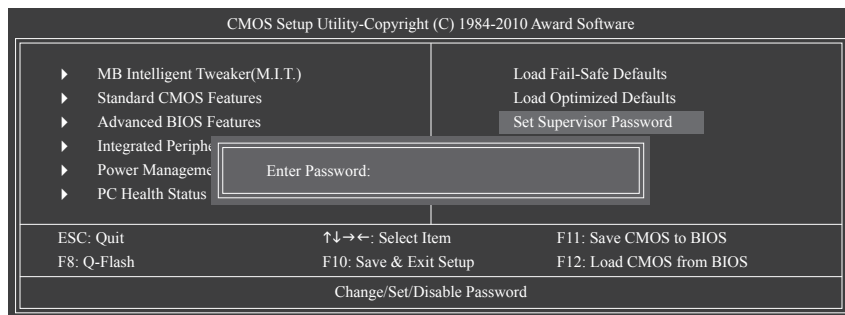 CMOS Setup Utility-Copyright (C) 1984-2010 Award Software
MB Intelligent Tweaker(M.I.T.)
Standard CMOS Features
Advanced BIOS Features
Integrated Periphe
Power Manageme
PC Health Status
Load Fail-Safe Defaults
Load Optimized Defaults
Set Supervisor Password
Enter Password:
ESC: Quit ↑↓→←: Select Item F11: Save CMOS to BIOS
F8: Q-Flash F10: Save & Exit Setup F12: Load CMOS from BIOS
Change/Set/Disable Password